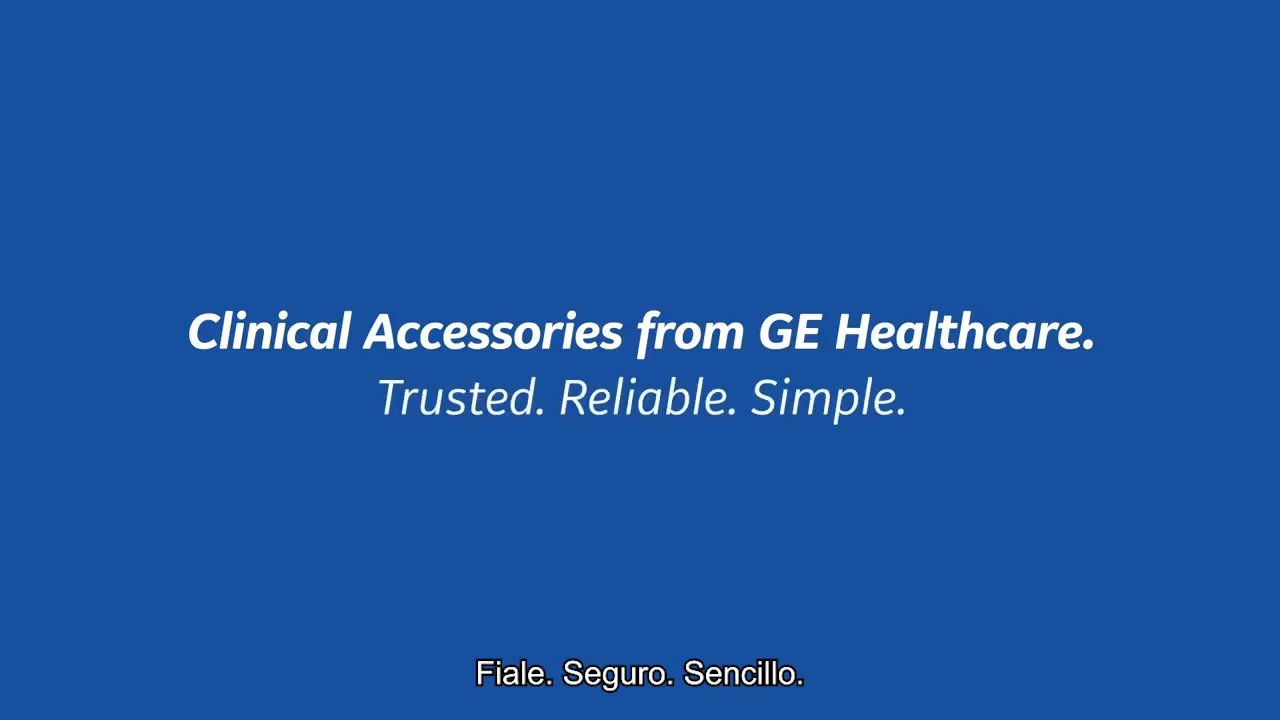 Clinical Accessories from GE Healthcare.
Trusted. Reliable. Simple.
Fiale. Seguro. Sencillo.